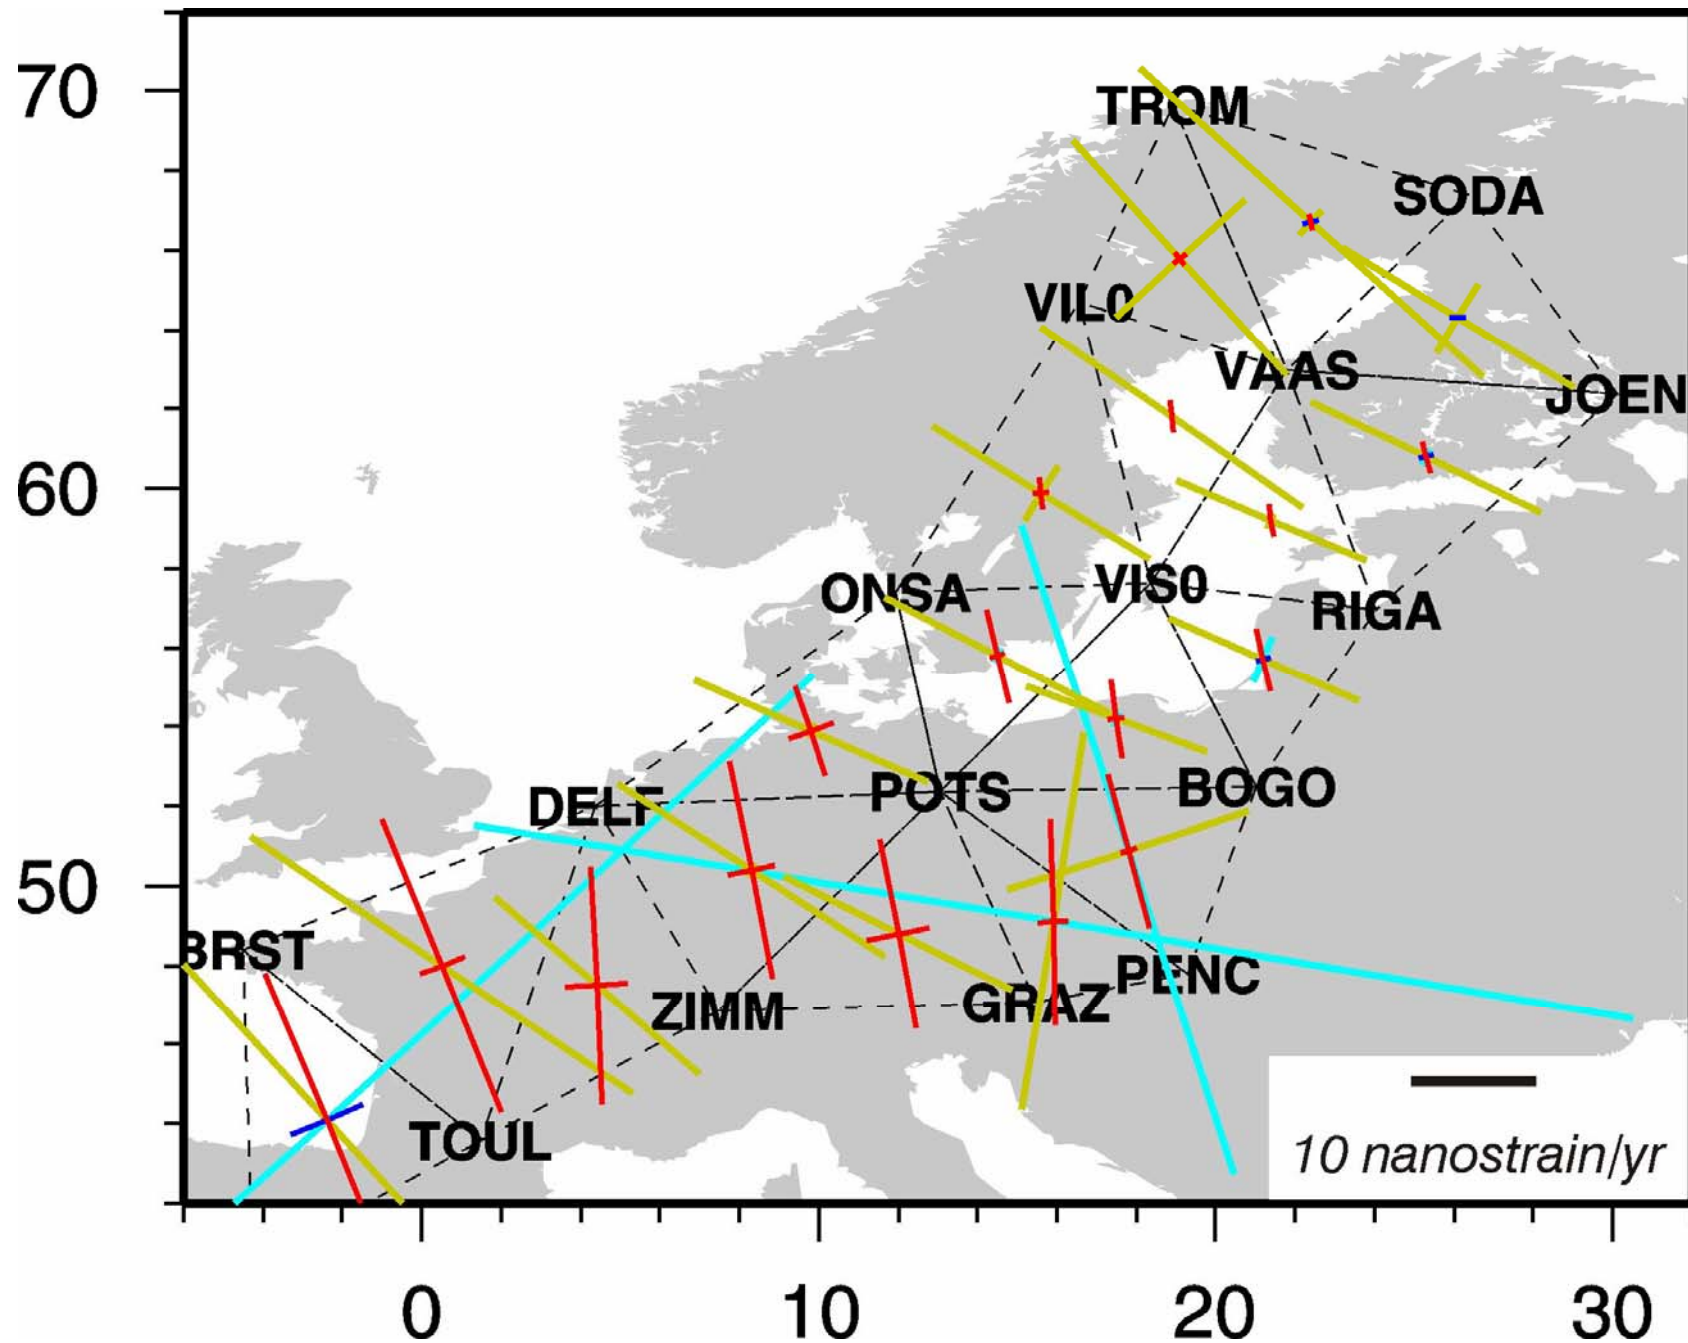 70
TROM
SODA
VIL0
VAAS
JOEN
60
ONSA
VIS0
RIGA
DELF
POTS
BOGO
50
BRST
ZIMM
GRAZ
PENC
TOUL
10 nanostrain/yr
0
10
20
30